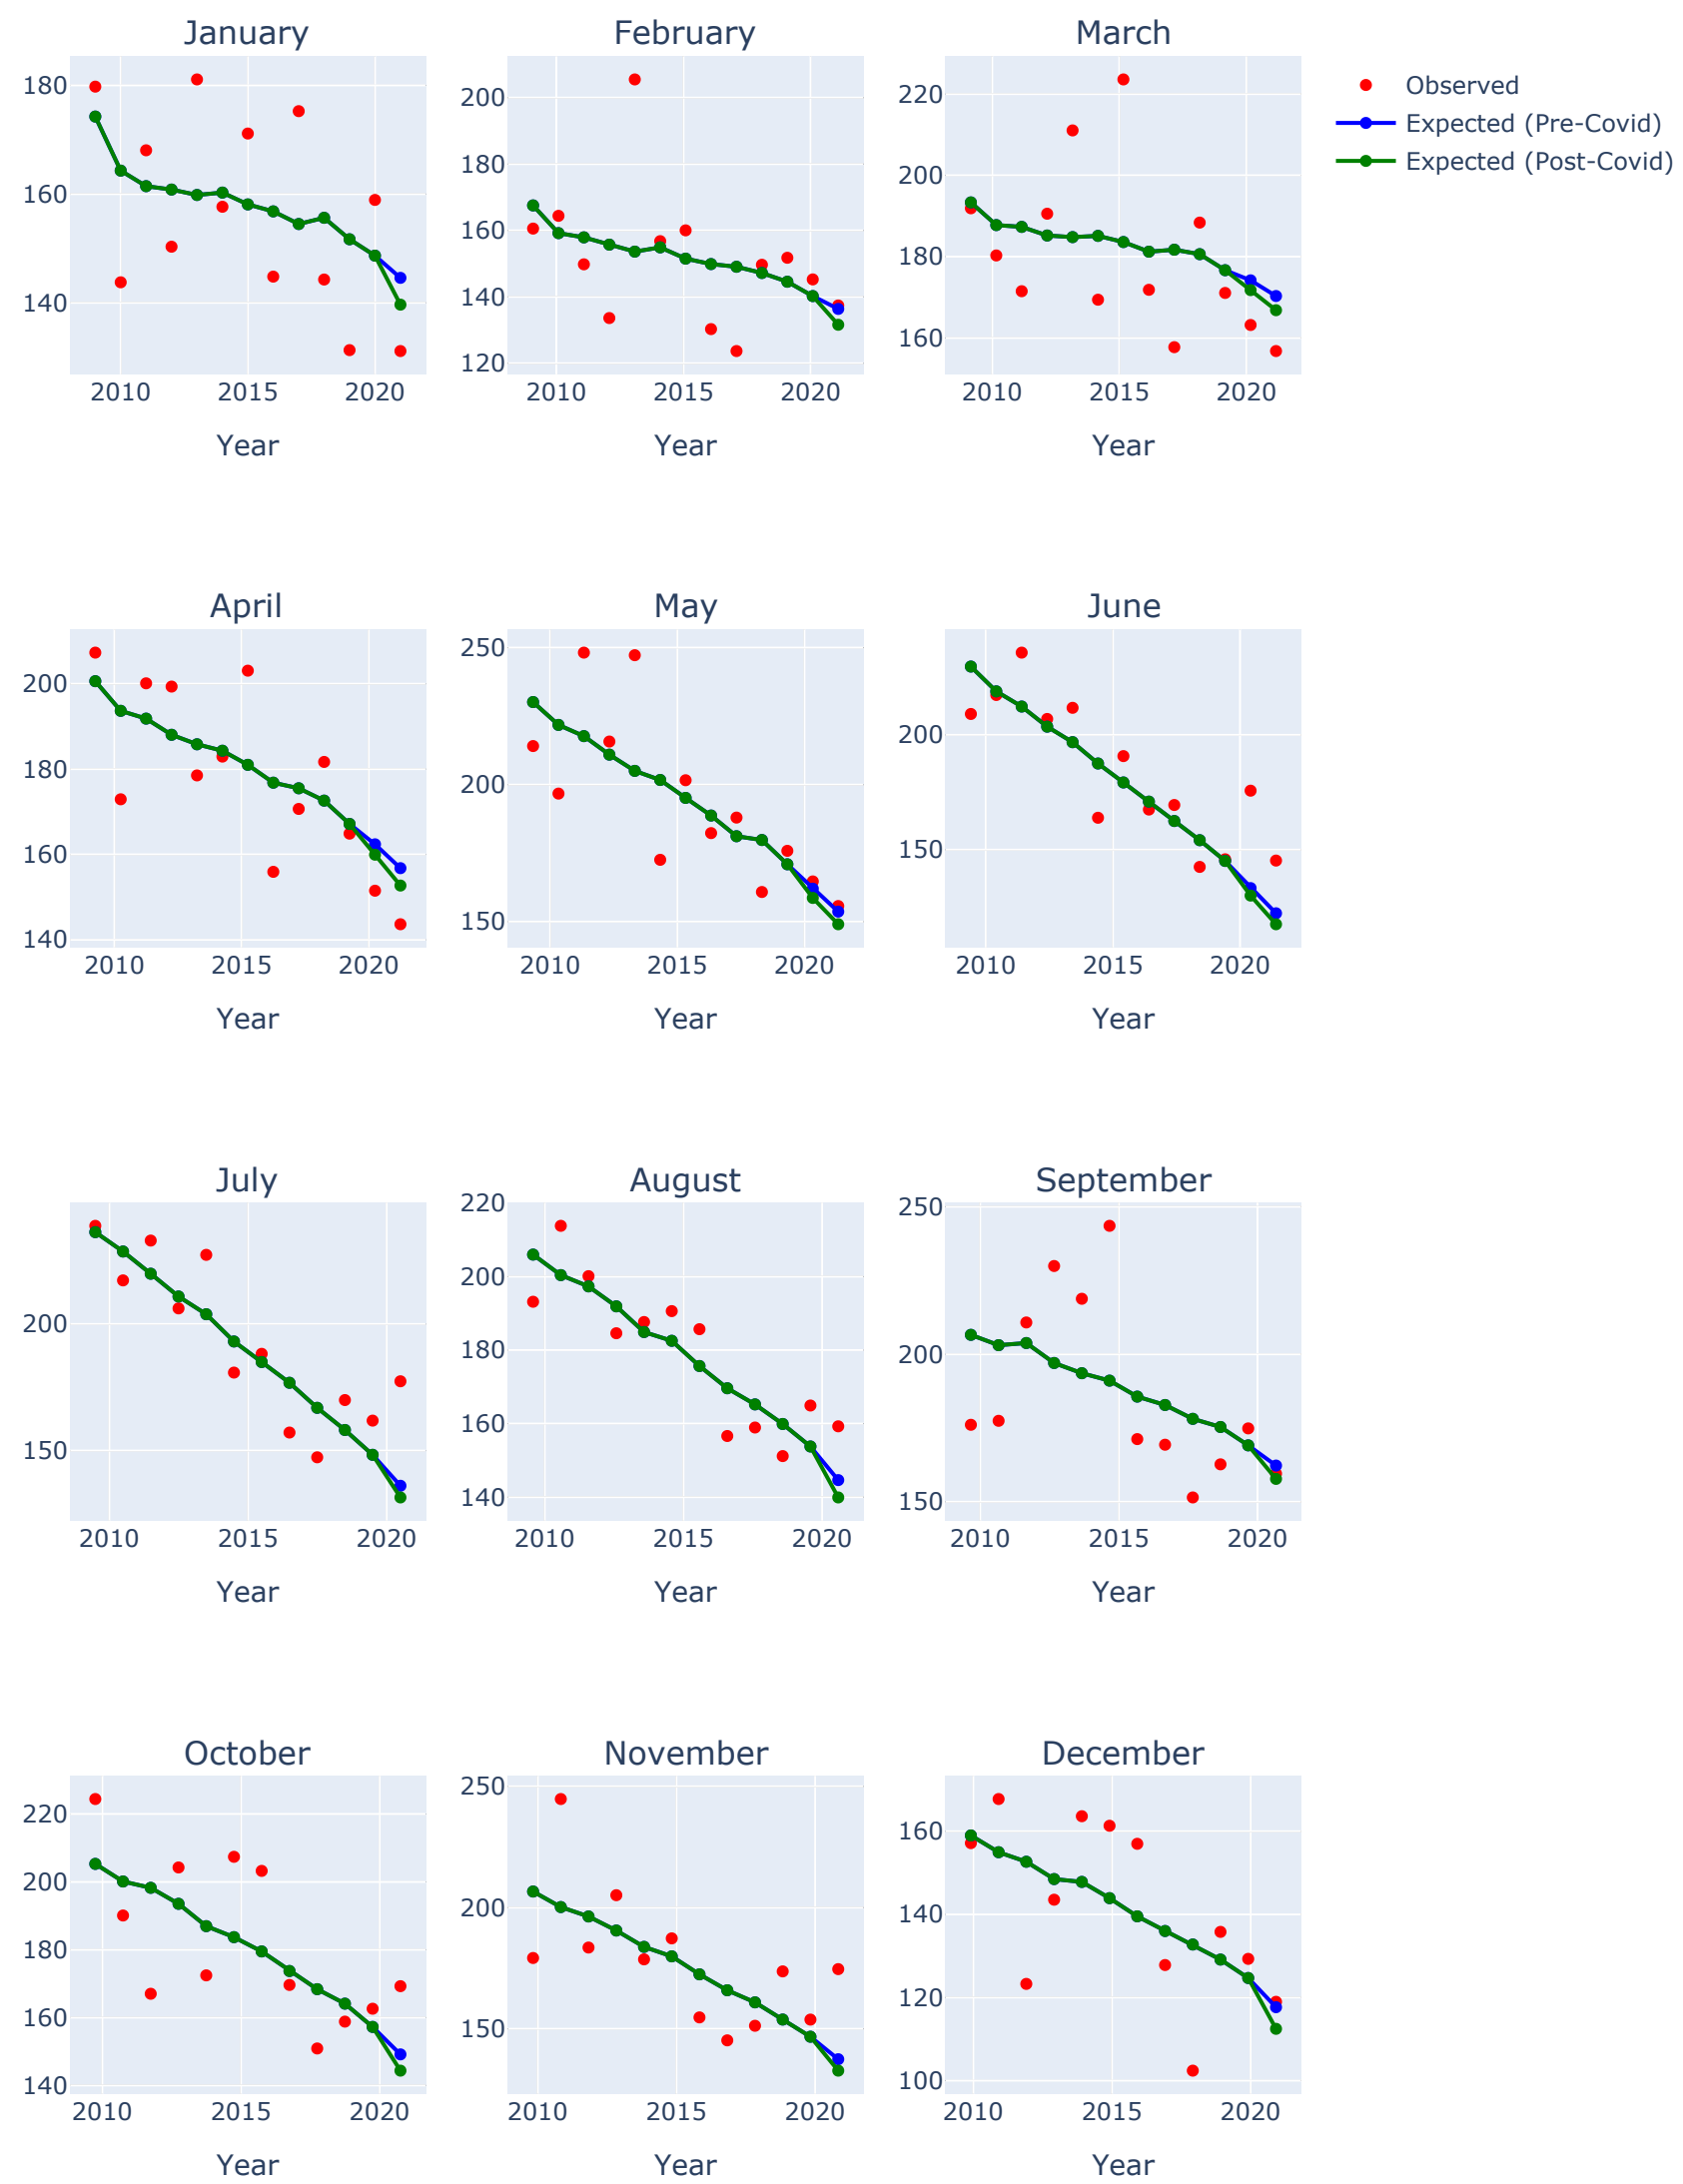 January February March
Observed
Expected (Pre-Covid)
Expected (Post-Covid)
180
160
140
200
180
160
140
120
220
200
180
160
2010 2015 2020 2010 2015 2020 2010 2015 2020
Year Year Year
April May June
200
180
160
140
250
200
150
200
150
2010 2015 2020 2010 2015 2020 2010 2015 2020
Year Year Year
July August September
200
150
220
200
180
160
140
250
200
150
2010 2015 2020 2010 2015 2020 2010 2015 2020
Year Year Year
October November December
220
200
180
160
140
250
200
150
160
140
120
100
2010 2015 2020 2010 2015 2020 2010 2015 2020
Year Year Year